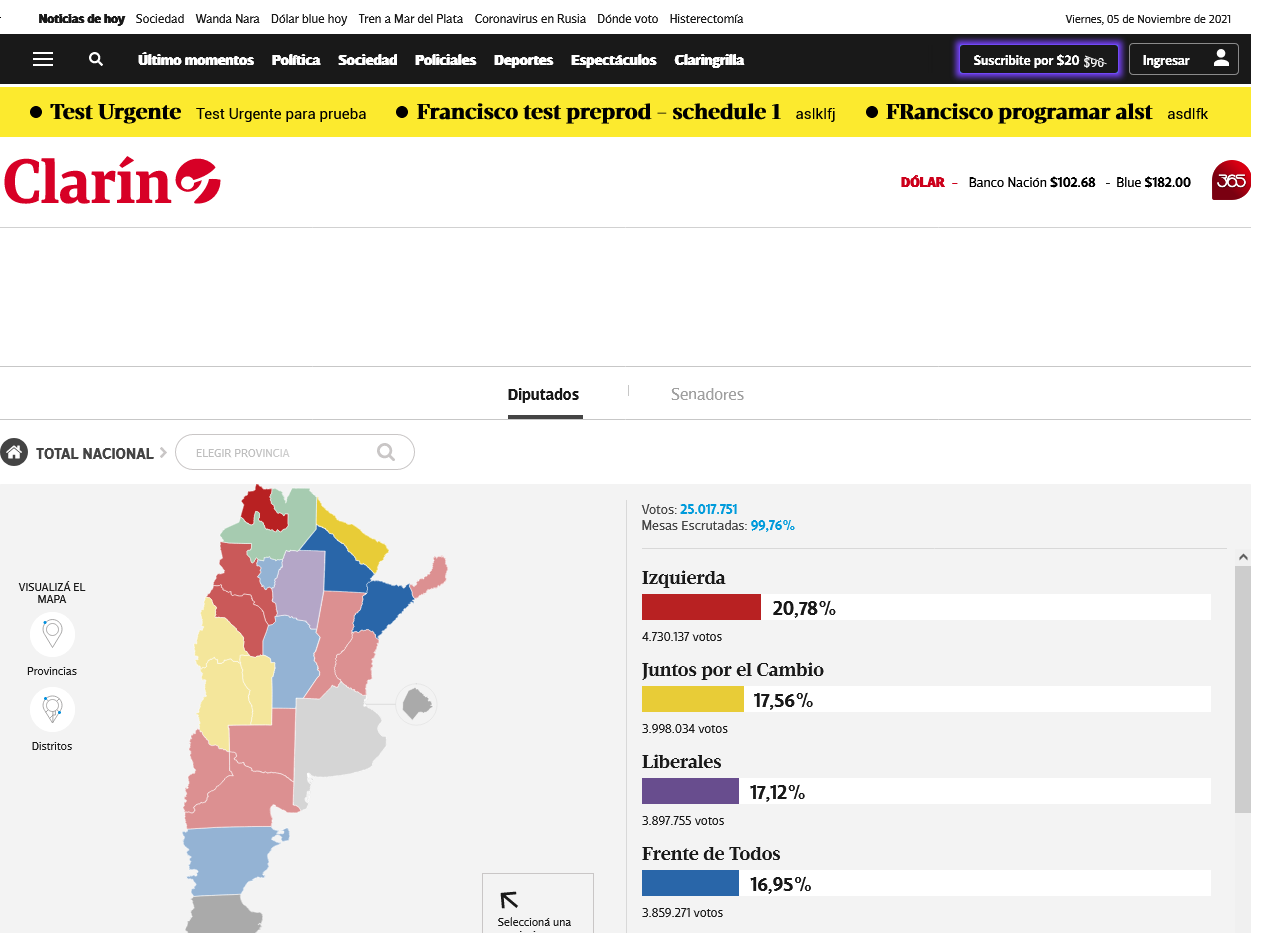 Noticias de hoy Sociedad Wanda Nara Dólar blue hoy Tren a Mar del Plata Coronavirus en Rusia Dónde voto Histerectomía Viernes, 05 de Noviembre de 2021
Último momentos Política Sociedad Policiales Deportes Espectáculos Claringrilla Suscribite por $20 $90 Ingresar
Test Urgente Test Urgente para prueba Francisco test preprod – schedule 1 aslklfj FRancisco programar alst asdlfk
Clarín DÓLAR - Banco Nación $102.68 - Blue $182.00 365
Diputados Senadores
TOTAL NACIONAL ELEGIR PROVINCIA
Votos: 25.017.751
Mesas Escrutadas: 99,76%
VISUALIZÁ EL
MAPA
Provincias
Distritos
Izquierda
20,78%
4.730.137 votos
Juntos por el Cambio
17,56%
3.998.034 votos
Liberales
17,12%
3.897.755 votos
Frente de Todos
16,95%
3.859.271 votos
Seleccioná una